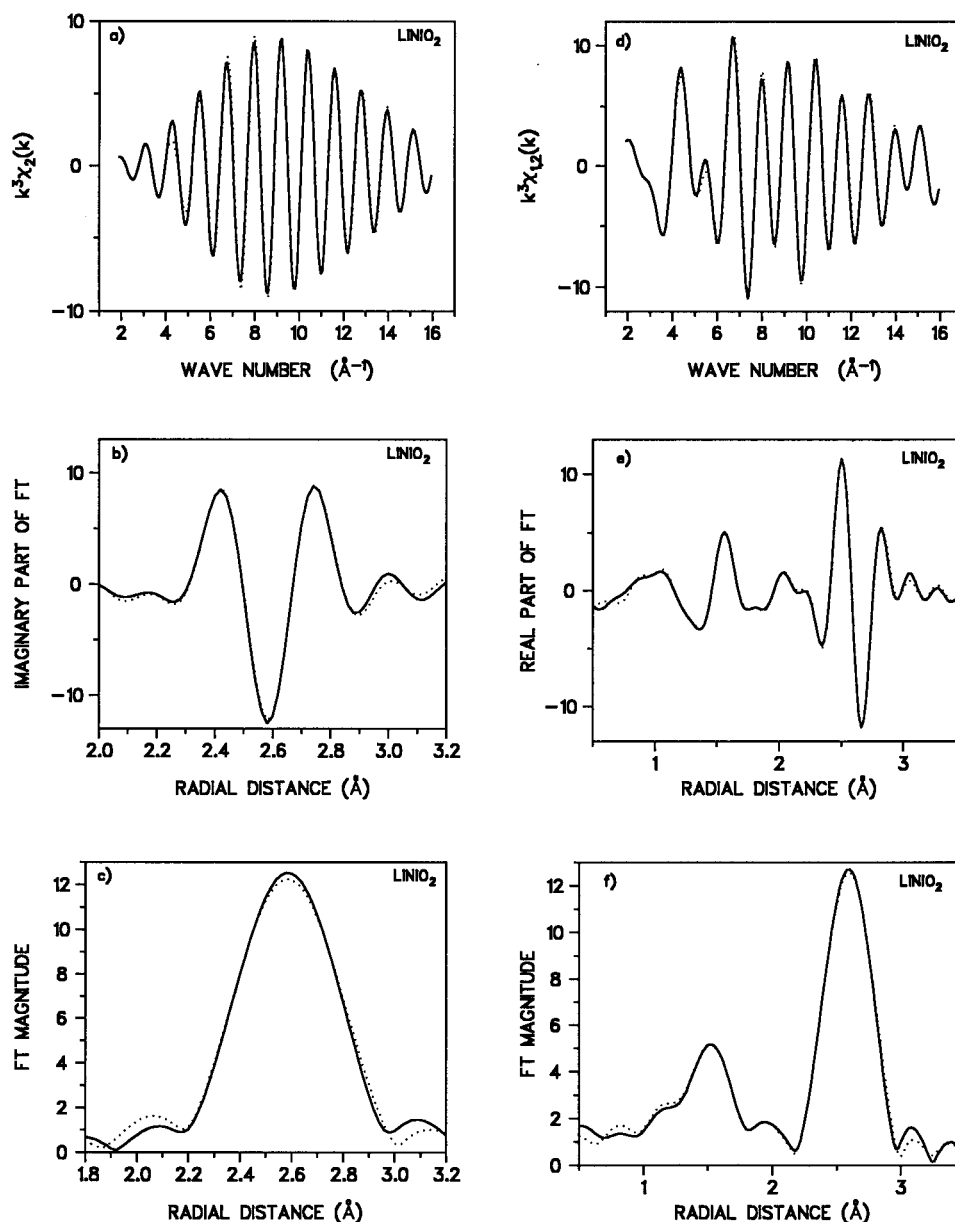 a) LiNiO₂
10
0
−10
k³χ₂(k)
2 4 6 8 10 12 14 16
WAVE NUMBER (Å⁻¹)
d) LiNiO₂
10
0
−10
k³χ₁,₂(k)
2 4 6 8 10 12 14 16
WAVE NUMBER (Å⁻¹)
b) LiNiO₂
10
0
−10
IMAGINARY PART OF FT
2.0 2.2 2.4 2.6 2.8 3.0 3.2
RADIAL DISTANCE (Å)
e) LiNiO₂
10
0
−10
REAL PART OF FT
1 2 3
RADIAL DISTANCE (Å)
c) LiNiO₂
12
10
8
6
4
2
0
FT MAGNITUDE
1.8 2.0 2.2 2.4 2.6 2.8 3.0 3.2
RADIAL DISTANCE (Å)
f) LiNiO₂
12
10
8
6
4
2
0
FT MAGNITUDE
1 2 3
RADIAL DISTANCE (Å)